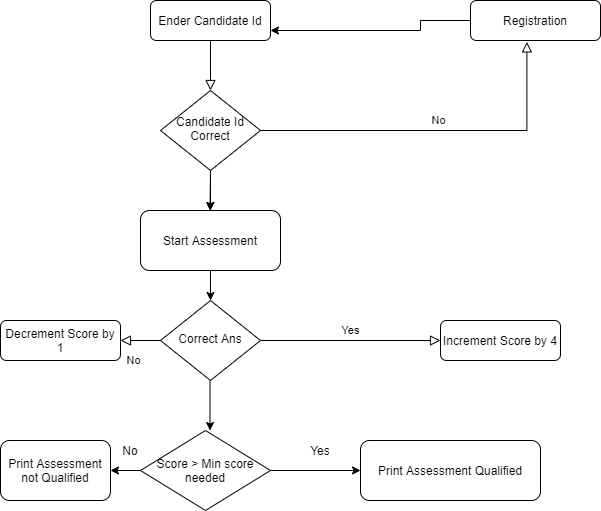 Ender Candidate Id
Registration
Candidate Id
Correct
No
Start Assessment
Decrement Score by
1
No
Correct Ans
Yes
Increment Score by 4
Print Assessment
not Qualified
No
Score > Min score
needed
Yes
Print Assessment Qualified